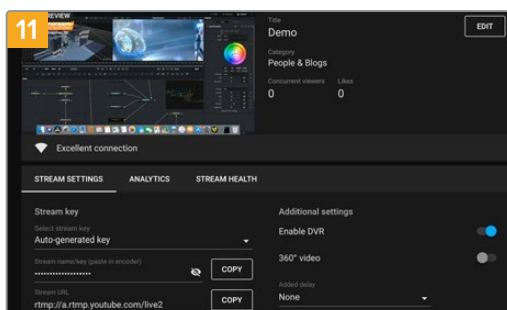 11
PREVIEW
Title
Demo
EDIT
Category
People & Blogs
Concurrent viewers Likes
0 0
Excellent connection
STREAM SETTINGS ANALYTICS STREAM HEALTH
Stream key
Select stream key
Auto-generated key
Stream name/key (paste in encoder)
••••••••••••••••••• COPY
Stream URL
rtmp://a.rtmp.youtube.com/live2 COPY
Additional settings
Enable DVR
360° video
Added delay
None